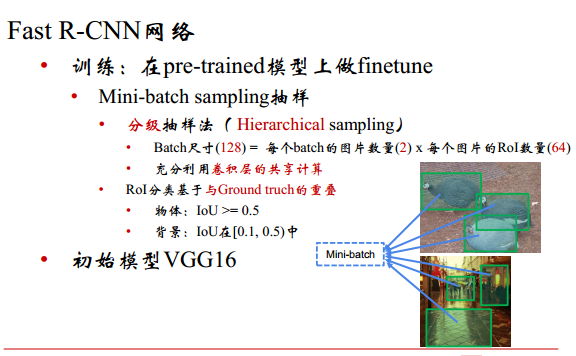 Fast R-CNN网络
• 训练：在pre-trained模型上做finetune
• Mini-batch sampling抽样
• 分级抽样法（Hierarchical sampling）
• Batch尺寸(128) = 每个batch的图片数量(2) x 每个图片的RoI数量(64)
• 充分利用卷积层的共享计算
• RoI分类基于与Ground truch的重叠
• 物体：IoU >= 0.5
• 背景：IoU在[0.1, 0.5)中
• 初始模型VGG16
Mini-batch